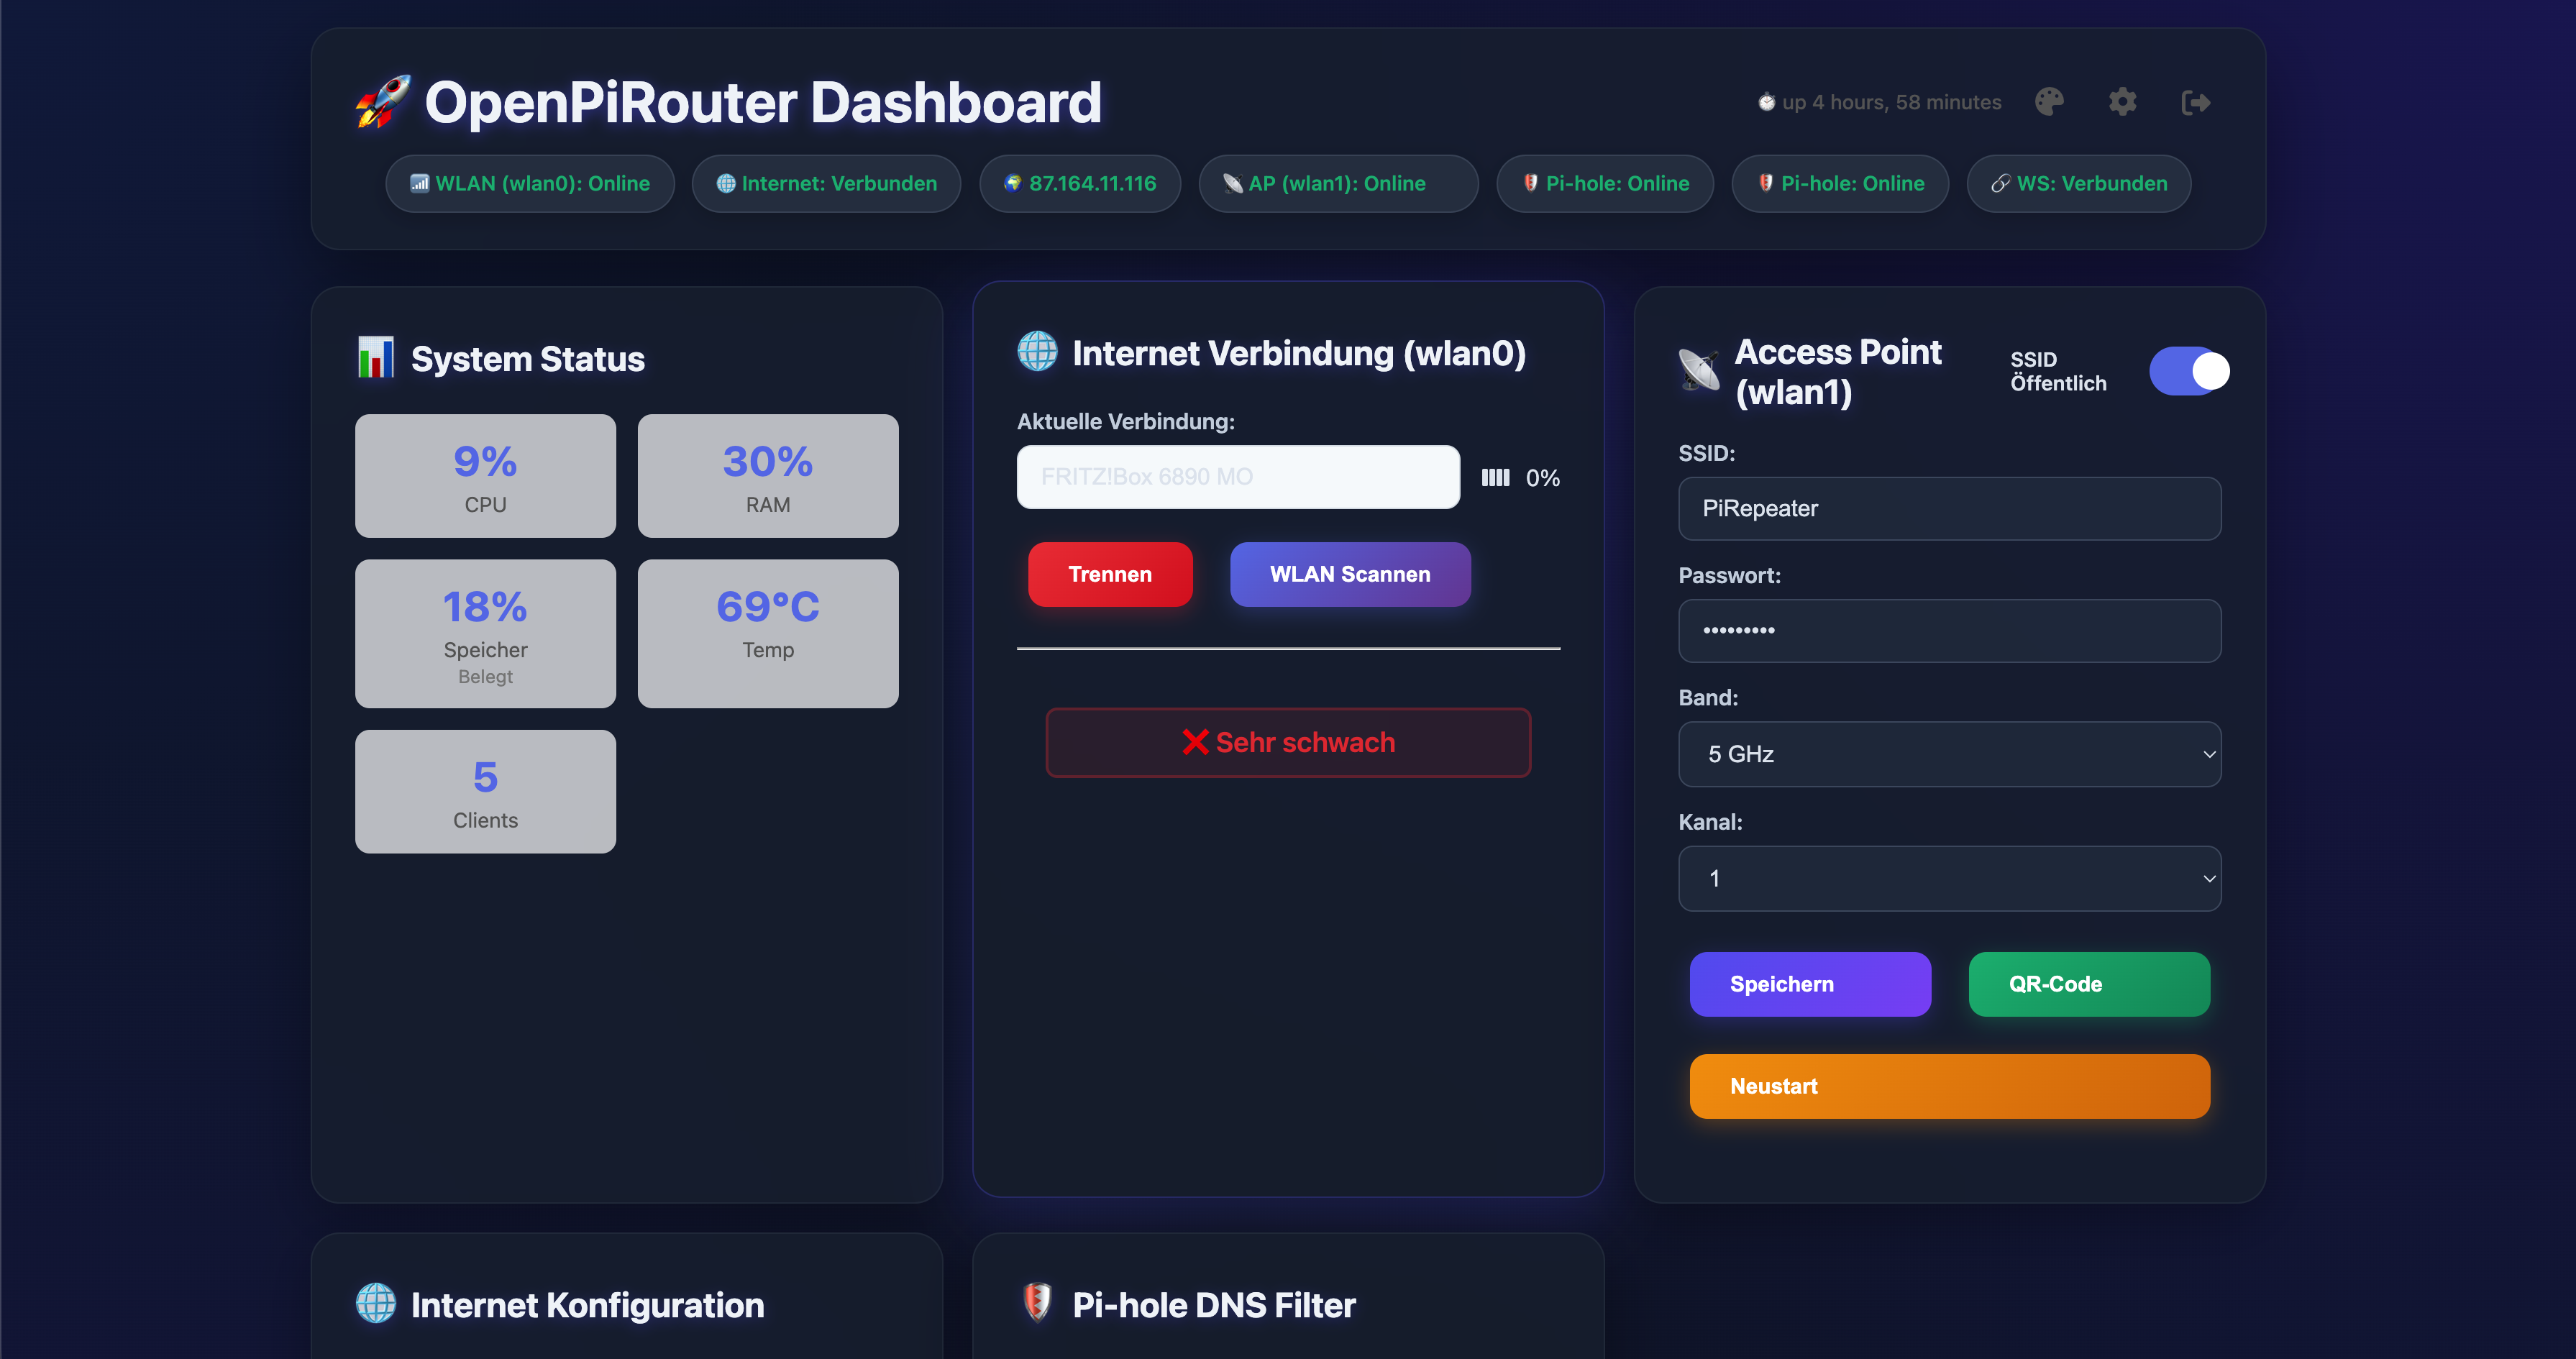 OpenPiRouter Dashboard
up 4 hours, 58 minutes
WLAN (wlan0): Online
Internet: Verbunden
87.164.11.116
AP (wlan1): Online
Pi-hole: Online
Pi-hole: Online
WS: Verbunden
System Status
9%
CPU
30%
RAM
18%
Speicher
Belegt
69°C
Temp
5
Clients
Internet Verbindung (wlan0)
Aktuelle Verbindung:
FRITZ!Box 6890 MO
0%
Trennen
WLAN Scannen
❌ Sehr schwach
Access Point
(wlan1)
SSID
Öffentlich
SSID:
PiRepeater
Passwort:
•••••••••
Band:
5 GHz
Kanal:
1
Speichern
QR-Code
Neustart
Internet Konfiguration
Pi-hole DNS Filter